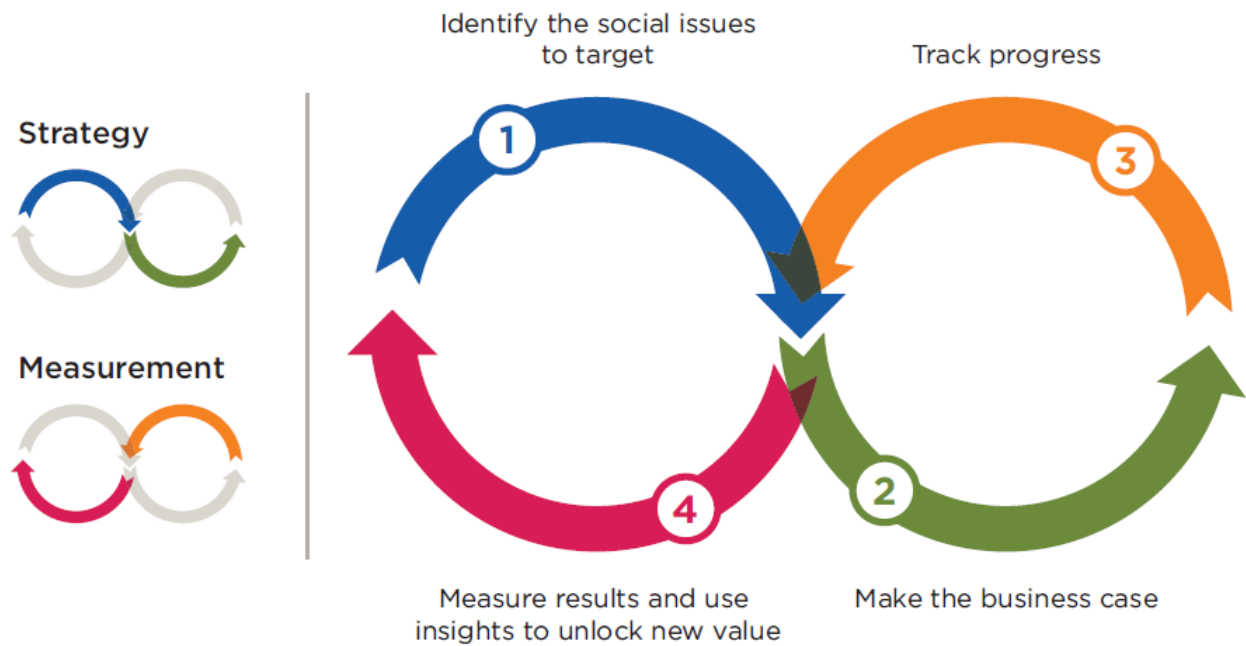 Strategy
Measurement
Identify the social issues
to target
1
Track progress
3
2
Make the business case
4
Measure results and use
insights to unlock new value